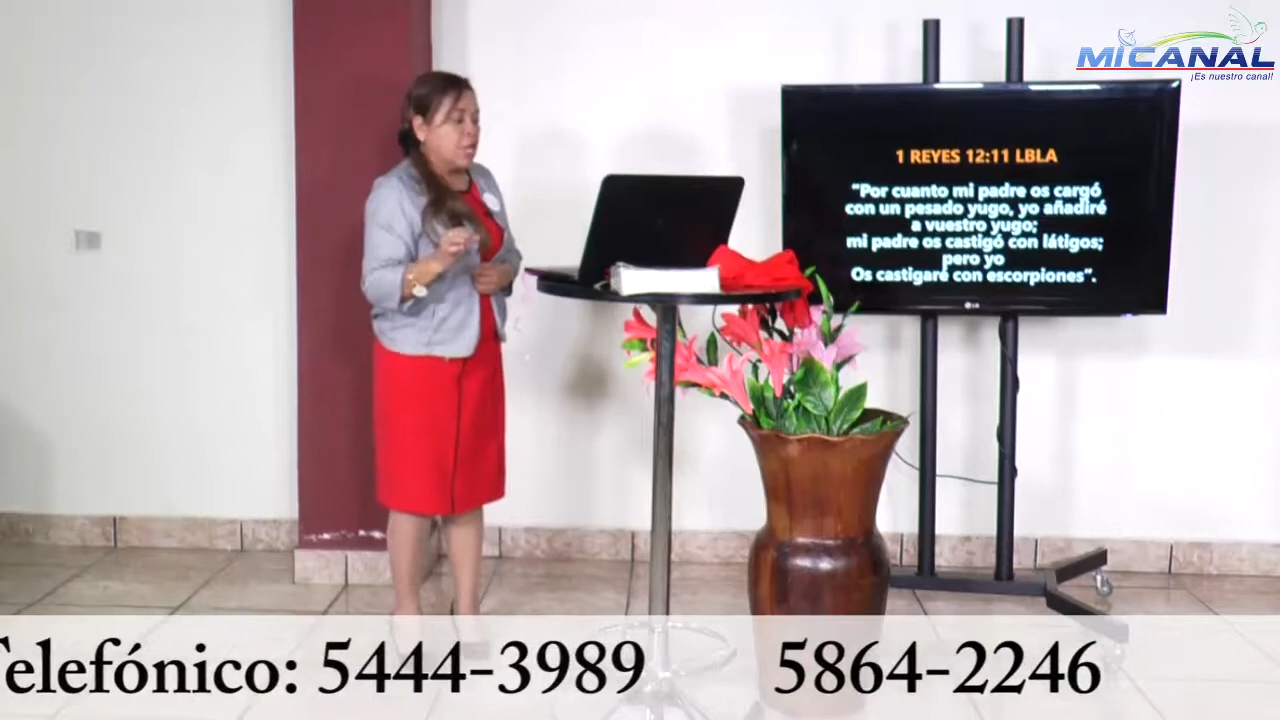 MICANAL
¡Es nuestro canal!
1 REYES 12:11 LBLA
“Por cuanto mi padre os cargó
con un pesado yugo, yo añadiré
a vuestro yugo;
mi padre os castigó con látigos;
pero yo
Os castigaré con escorpiones”.
LG
Telefónico: 5444-3989 5864-2246